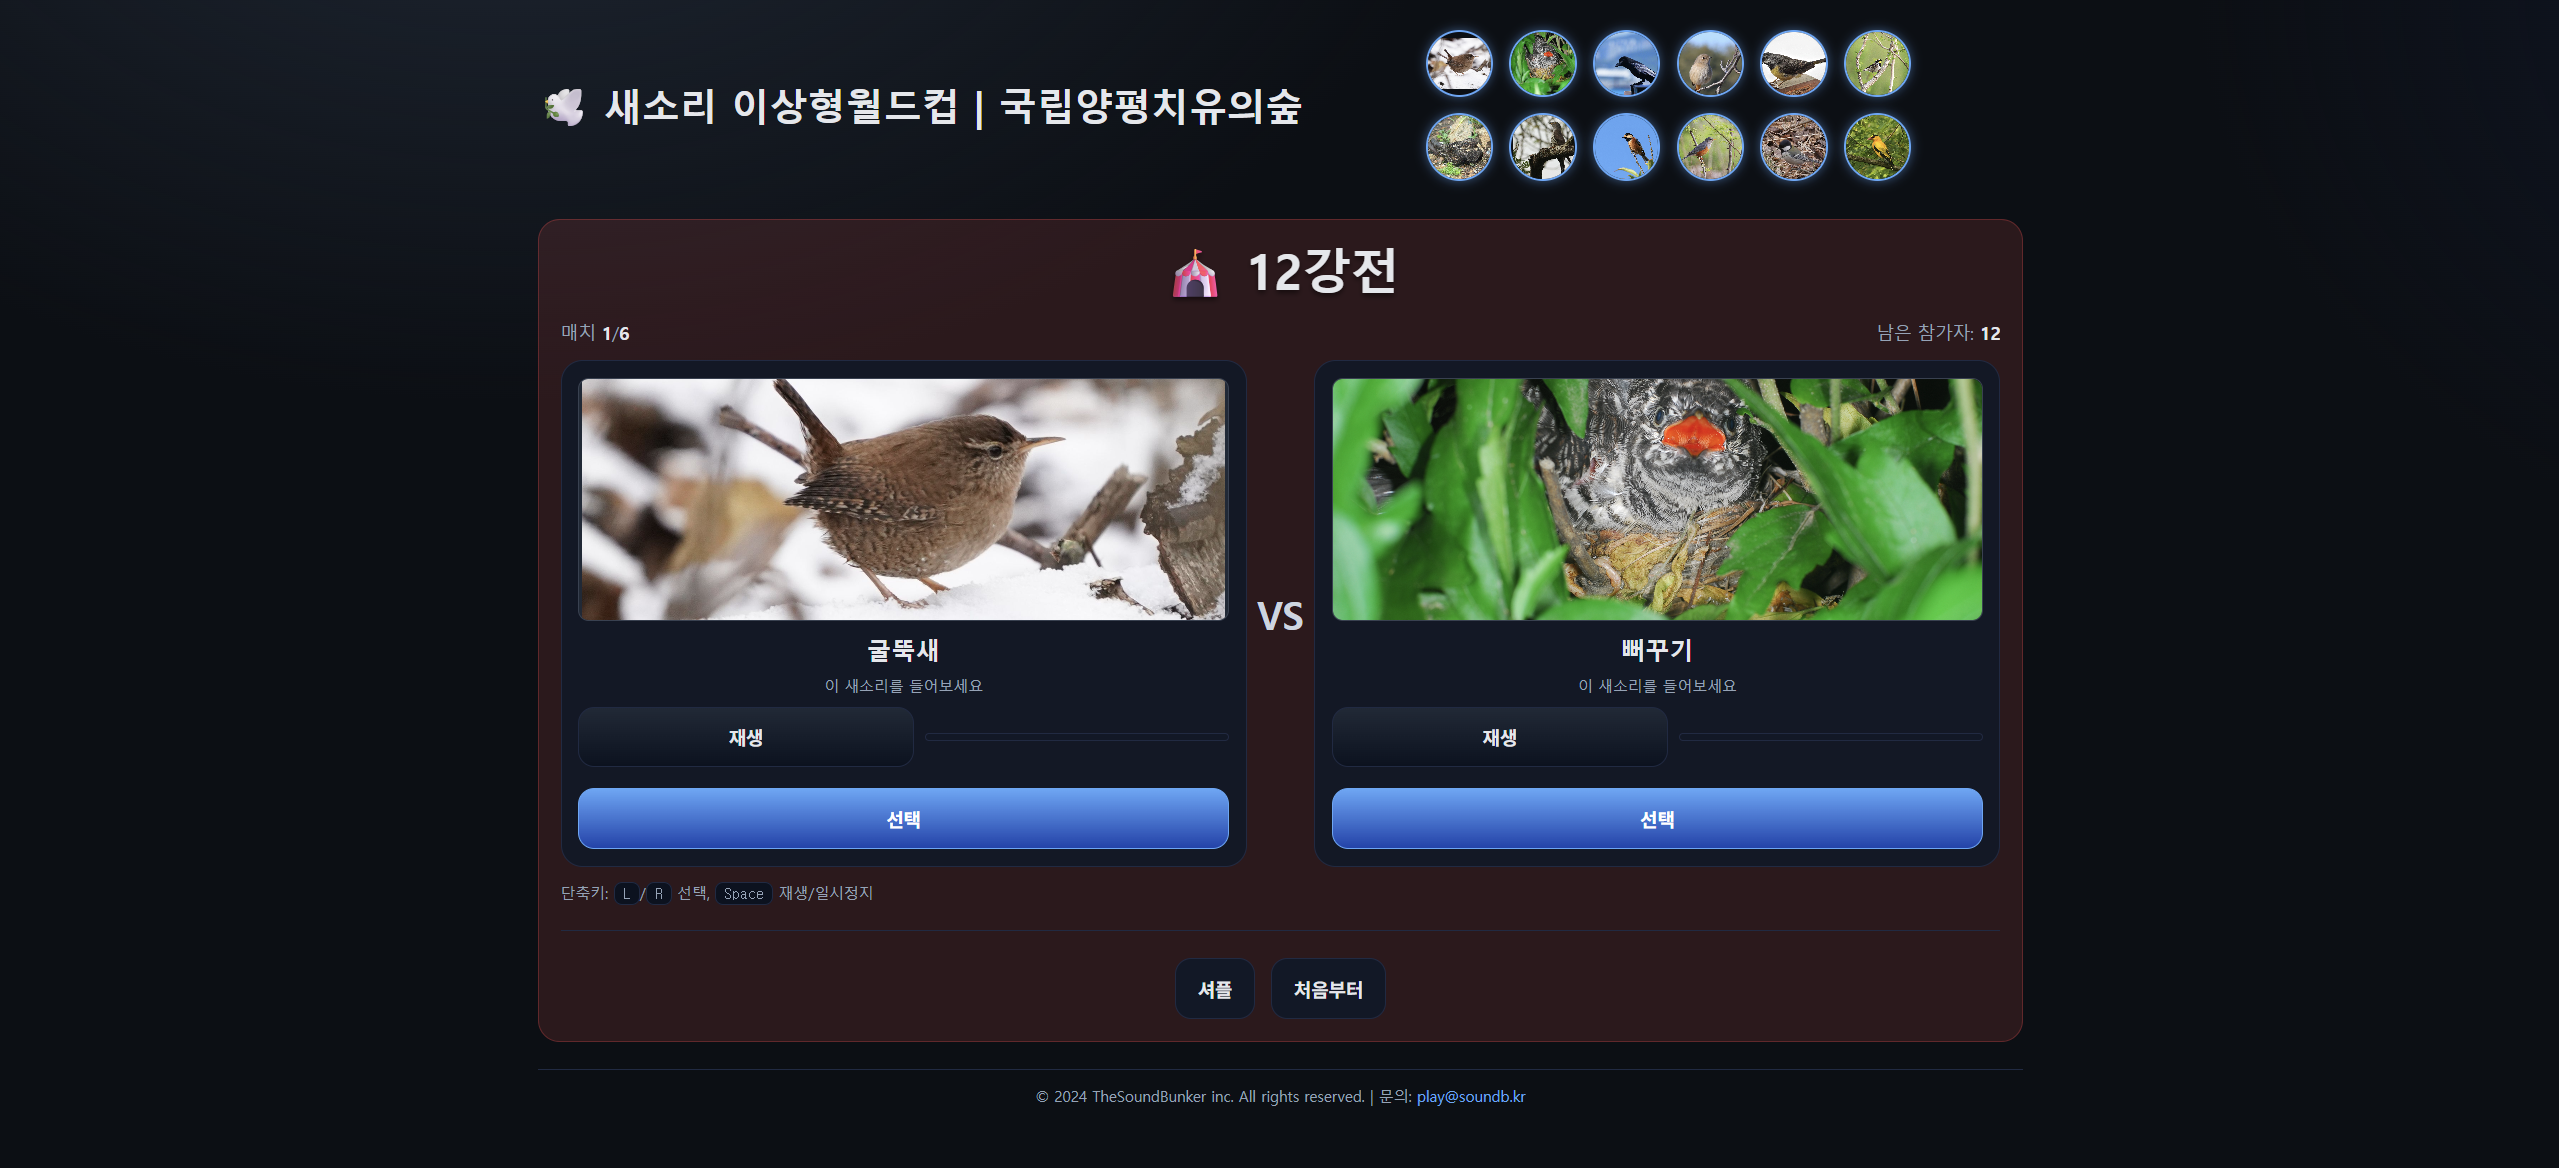 새소리 이상형월드컵 | 국립양평치유의숲
12강전
매치 1/6
남은 참가자: 12
굴뚝새
이 새소리를 들어보세요
재생
선택
VS
뻐꾸기
이 새소리를 들어보세요
재생
선택
단축키: L/R 선택, Space 재생/일시정지
셔플
처음부터
© 2024 TheSoundBunker inc. All rights reserved. | 문의: play@soundb.kr